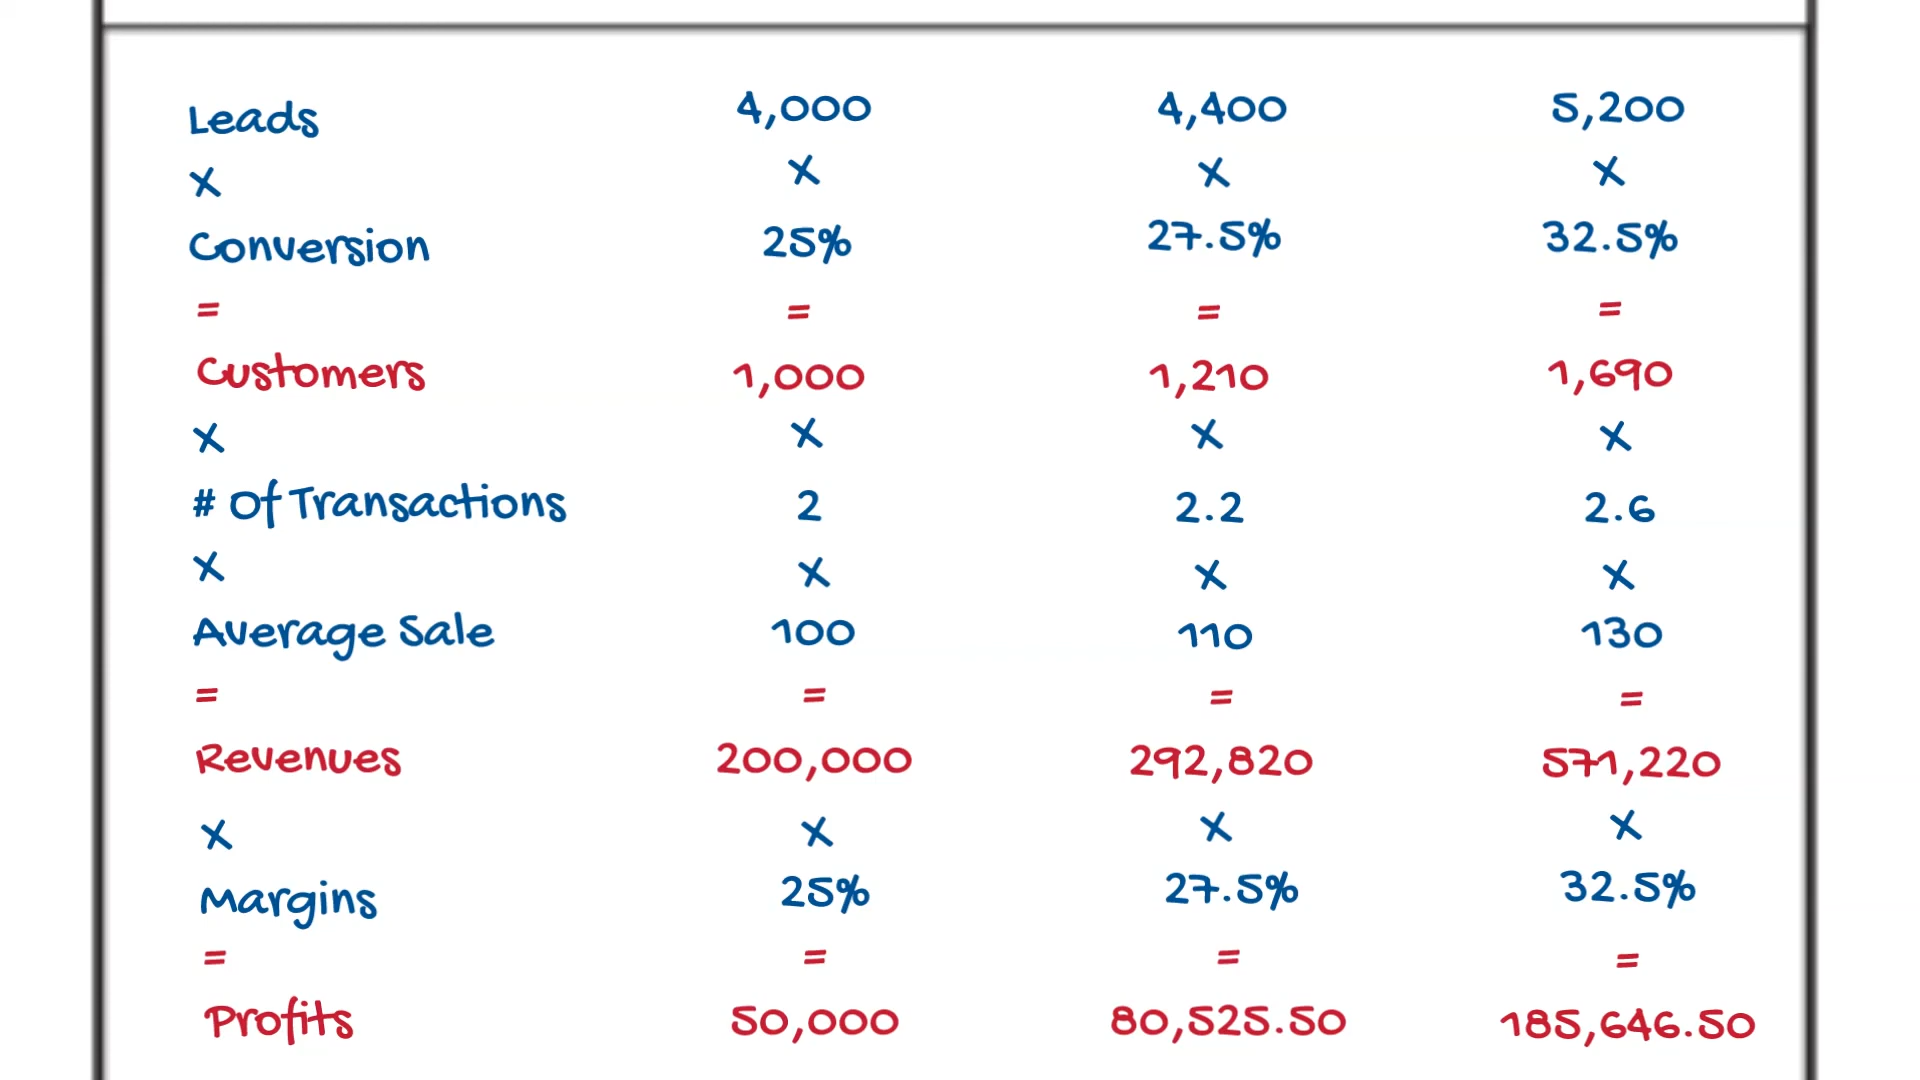 Leads 4,000 4,400 5,200
X X X X
Conversion 25% 27.5% 32.5%
= = = =
Customers 1,000 1,210 1,690
X X X X
# Of Transactions 2 2.2 2.6
X X X X
Average Sale 100 110 130
= = = =
Revenues 200,000 292,820 571,220
X X X X
Margins 25% 27.5% 32.5%
= = = =
Profits 50,000 80,525.50 185,646.50